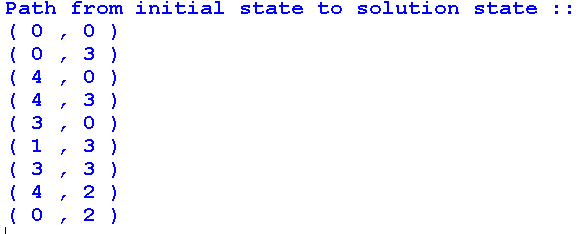 Path from initial state to solution state ::
( 0 , 0 )
( 0 , 3 )
( 4 , 0 )
( 4 , 3 )
( 3 , 0 )
( 1 , 3 )
( 3 , 3 )
( 4 , 2 )
( 0 , 2 )